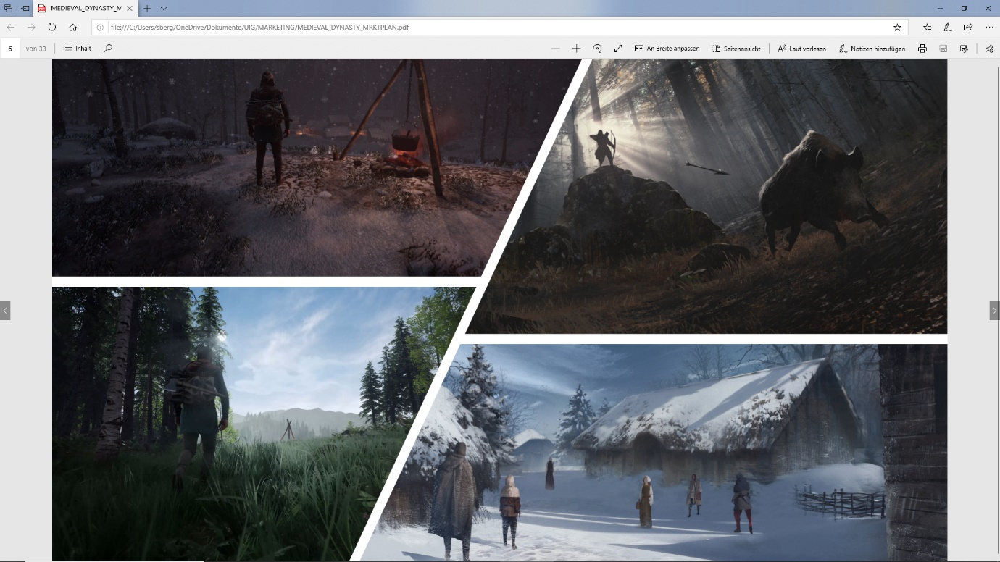 MEDIEVAL_DYNASTY_M
file:///C:/Users/sberg/OneDrive/Dokumente/UIG/MARKETING/MEDIEVAL_DYNASTY_MRKTPLAN.pdf
6 von 33 Inhalt An Breite anpassen Seitenansicht Laut vorlesen Notizen hinzufügen